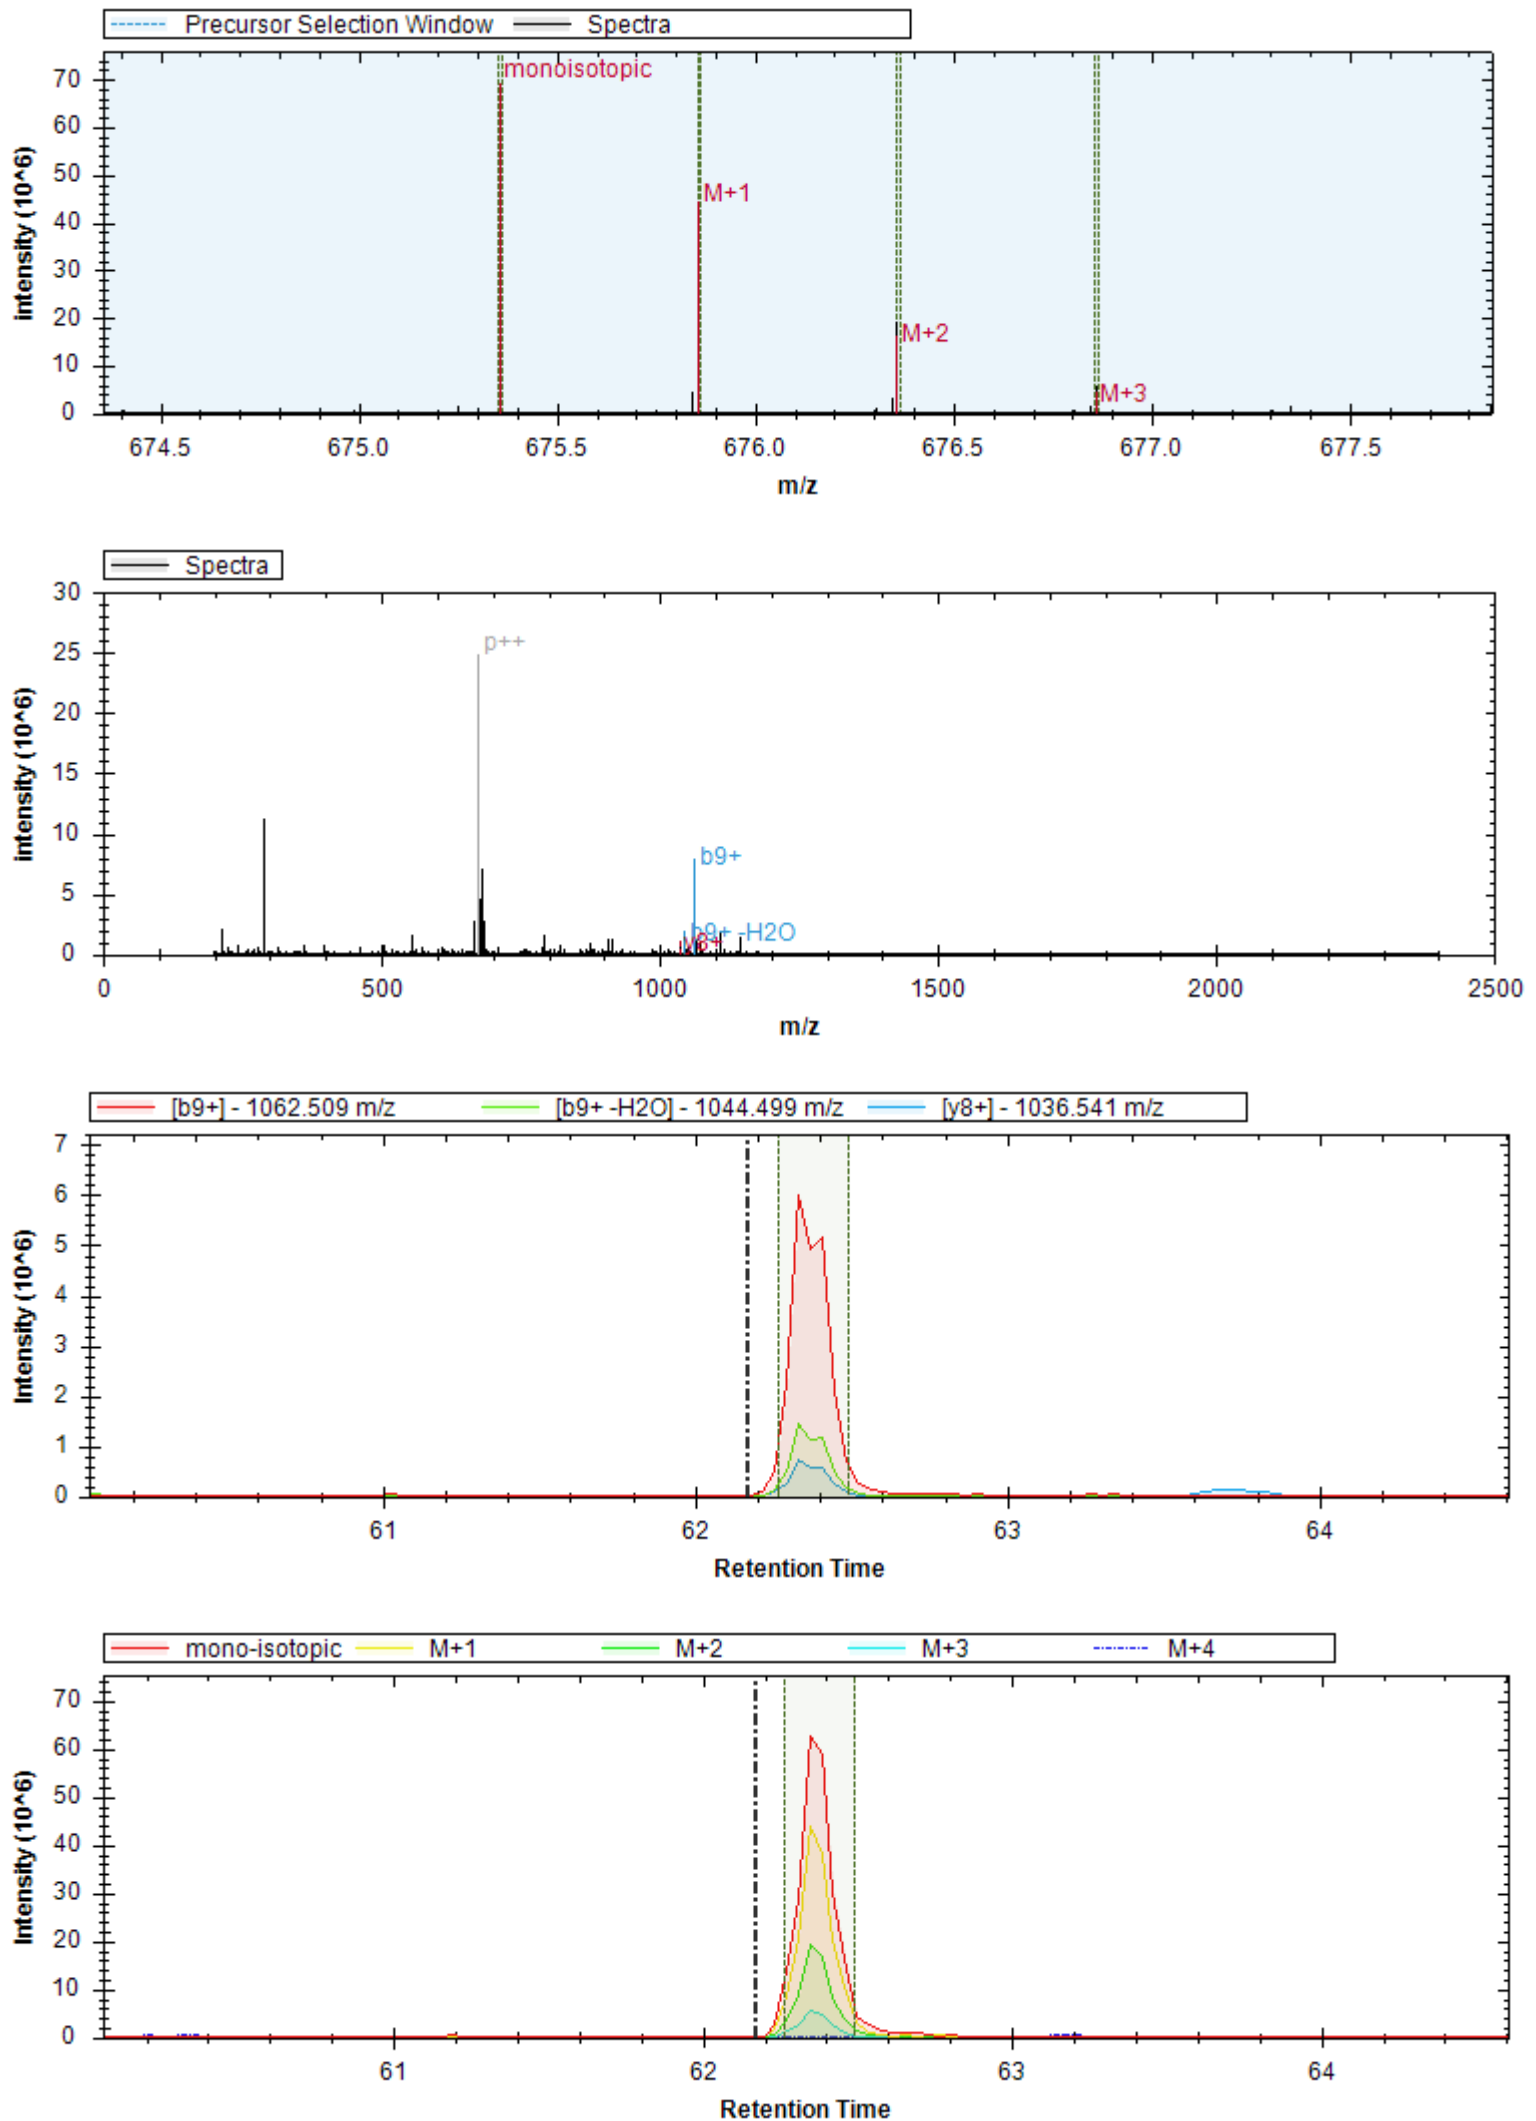 Precursor Selection Window Spectra
intensity (10^6)
70
60
50
40
30
20
10
0
monoisotopic
M+1
M+2
M+3
674.5 675.0 675.5 676.0 676.5 677.0 677.5
m/z
Spectra
intensity (10^6)
30
25
20
15
10
5
0
p++
b9+
b9+ -H2O
y8+
0 500 1000 1500 2000 2500
m/z
[b9+] - 1062.509 m/z [b9+ -H2O] - 1044.499 m/z [y8+] - 1036.541 m/z
Intensity (10^6)
7
6
5
4
3
2
1
0
61 62 63 64
Retention Time
mono-isotopic M+1 M+2 M+3 M+4
Intensity (10^6)
70
60
50
40
30
20
10
0
61 62 63 64
Retention Time